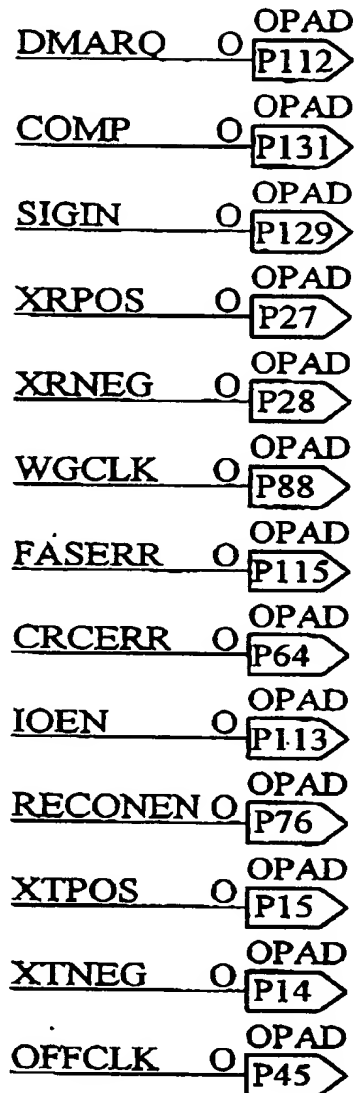 OPAD
DMARQ O P112
OPAD
COMP O P131
OPAD
SIGIN O P129
OPAD
XRPOS O P27
OPAD
XRNEG O P28
OPAD
WGCLK O P88
OPAD
FASERR O P115
OPAD
CRCERR O P64
OPAD
IOEN O P113
OPAD
RECONEN O P76
OPAD
XTPOS O P15
OPAD
XTNEG O P14
OPAD
OFFCLK O P45